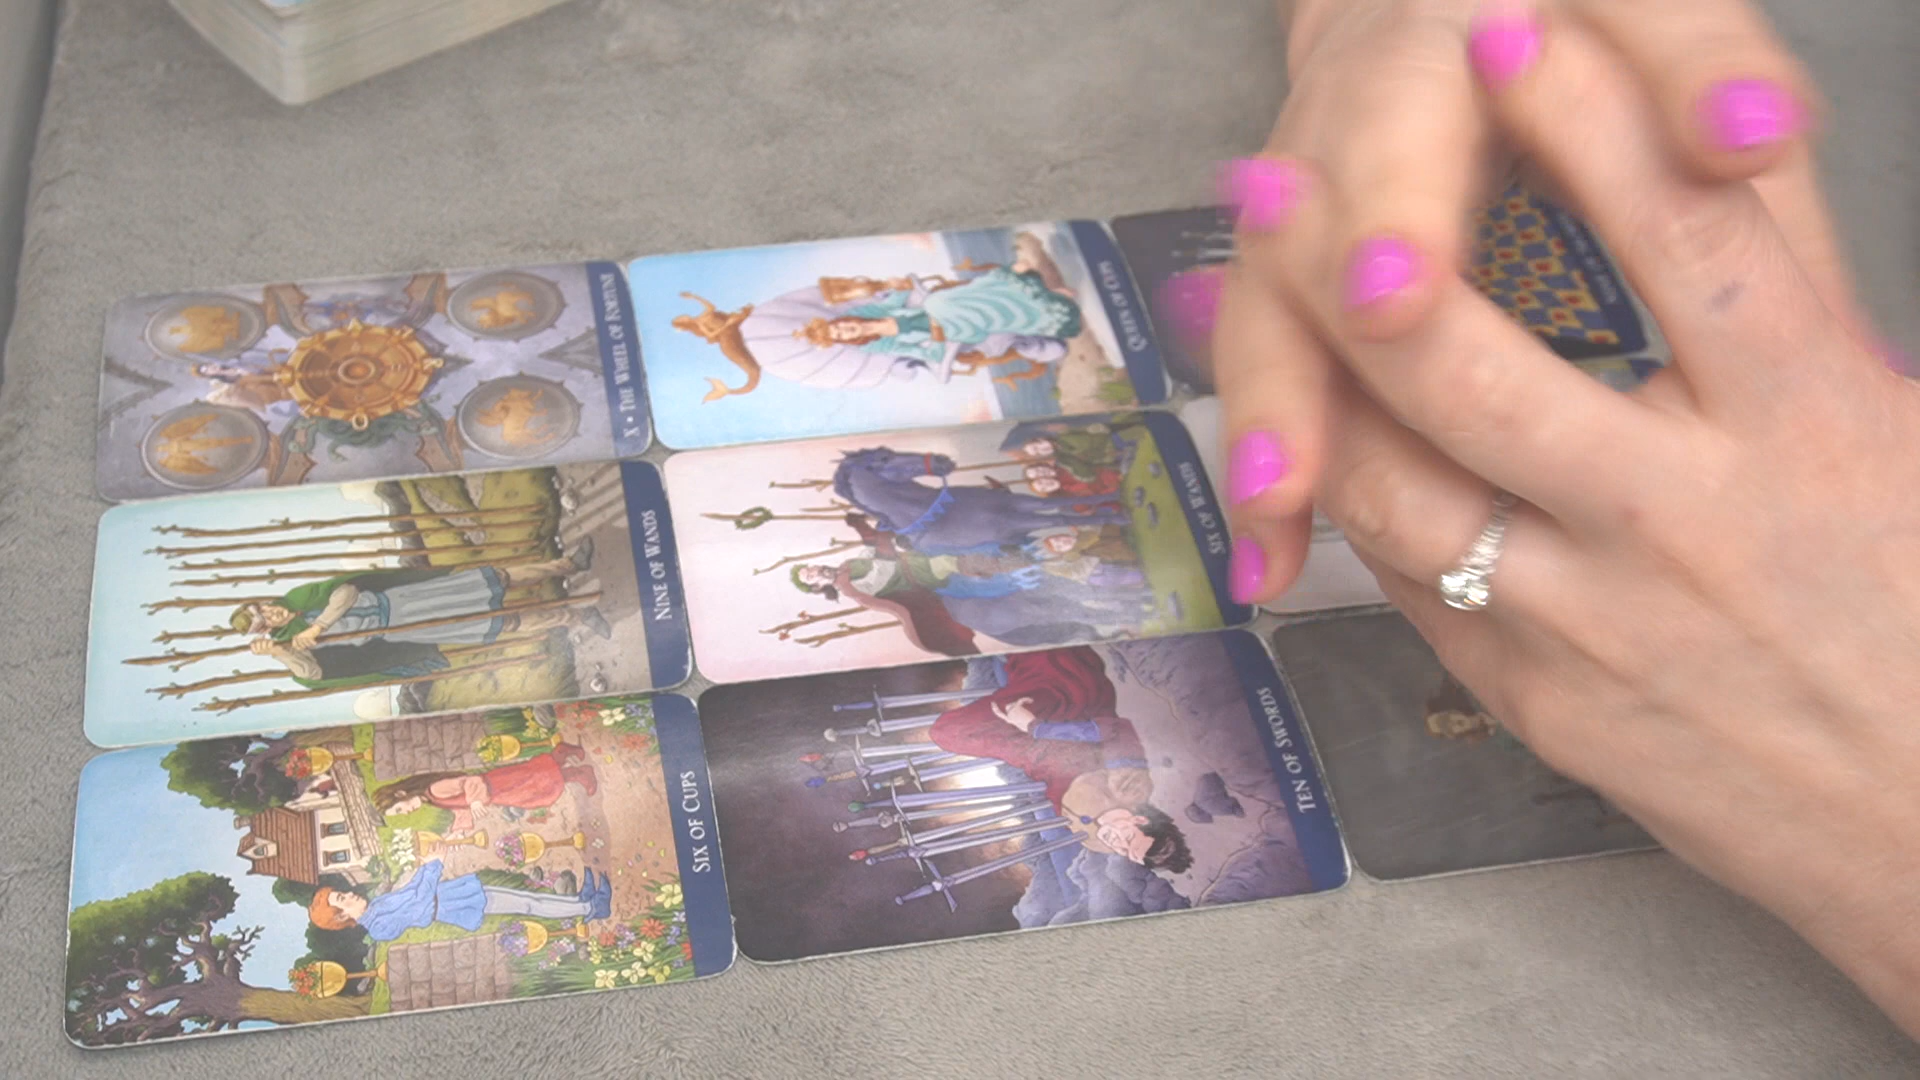 X • THE WHEEL OF FORTUNE
QUEEN OF CUPS
NINE OF WANDS
SIX OF WANDS
SIX OF CUPS
TEN OF SWORDS